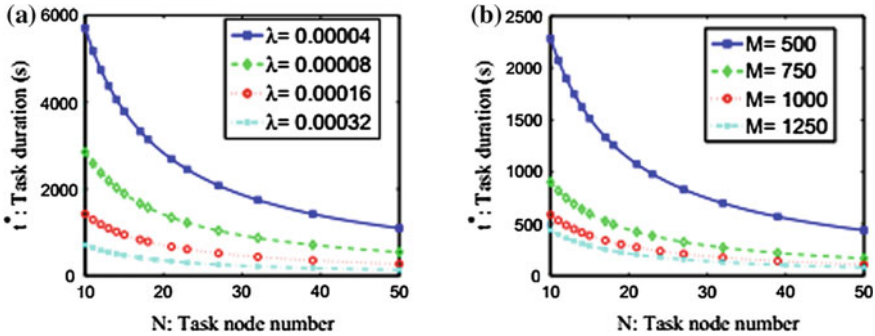 (a)
t*: Task duration (s)
6000
4000
2000
0
λ= 0.00004
λ= 0.00008
λ= 0.00016
λ= 0.00032
10 20 30 40 50
N: Task node number
(b)
t*: Task duration (s)
2500
2000
1500
1000
500
0
M= 500
M= 750
M= 1000
M= 1250
10 20 30 40 50
N: Task node number